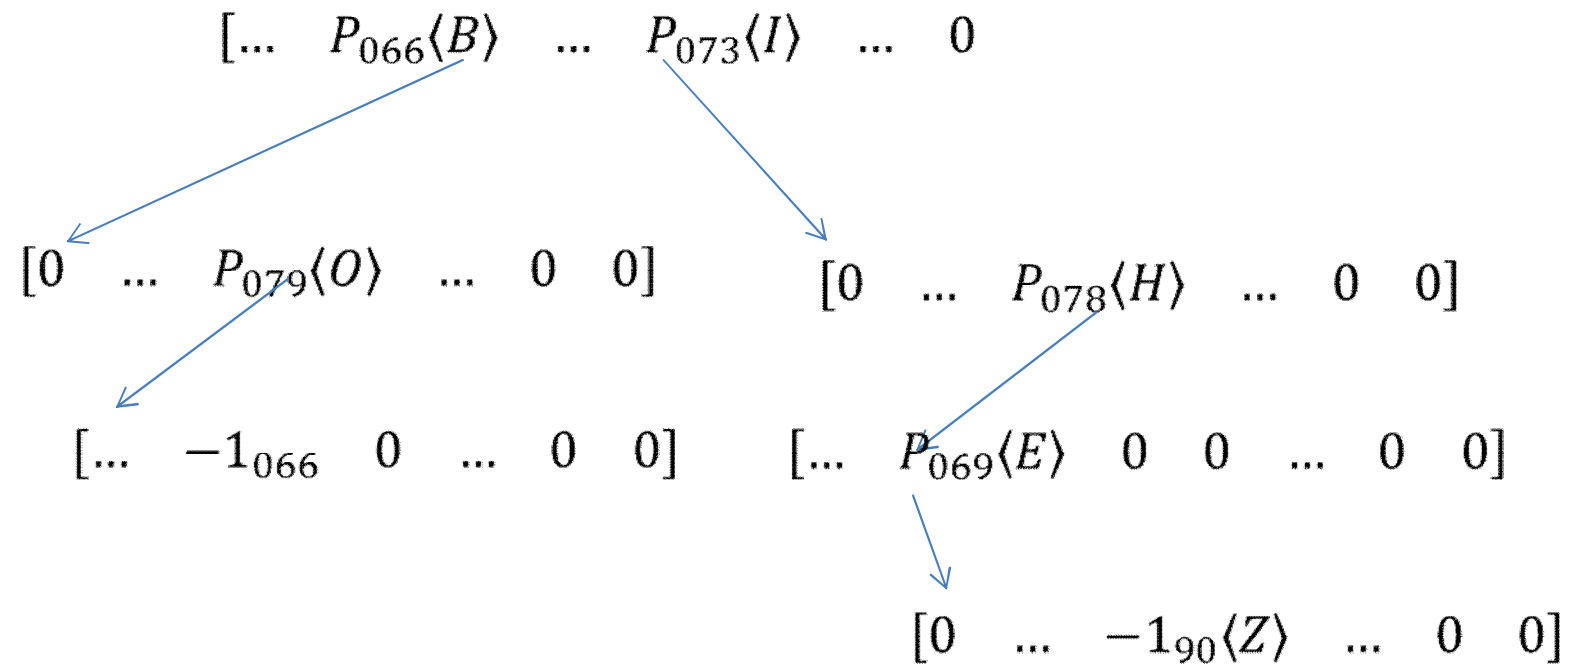 [… P₀₆₆⟨B⟩ … P₀₇₃⟨I⟩ … 0
[0 … P₀₇₉⟨O⟩ … 0 0]
[0 … P₀₇₈⟨H⟩ … 0 0]
[… −1₀₆₆ 0 … 0 0]
[… P₀₆₉⟨E⟩ 0 0 … 0 0]
[0 … −1₉₀⟨Z⟩ … 0 0]